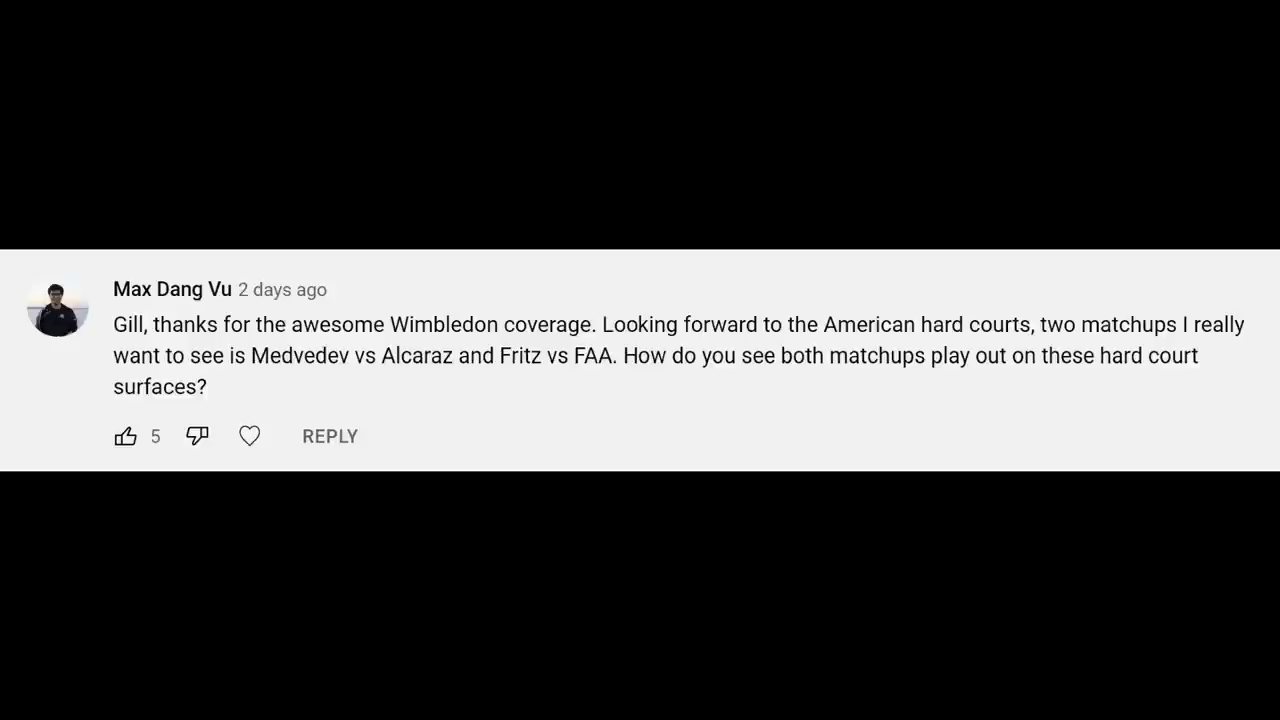 Max Dang Vu 2 days ago
Gill, thanks for the awesome Wimbledon coverage. Looking forward to the American hard courts, two matchups I really
want to see is Medvedev vs Alcaraz and Fritz vs FAA. How do you see both matchups play out on these hard court
surfaces?
5 REPLY